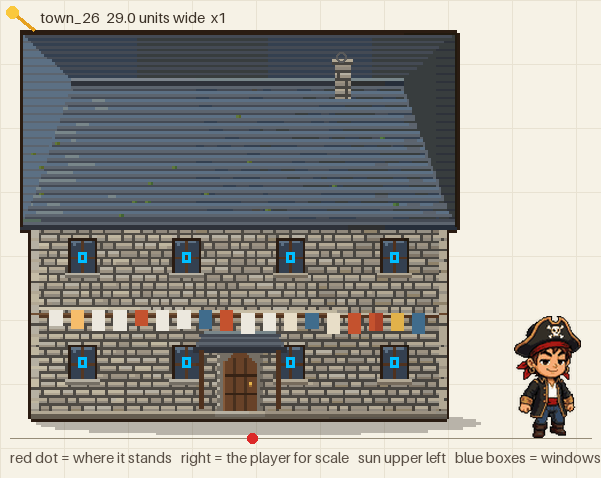 town_26  29.0 units wide  x1
red dot = where it stands   right = the player for scale   sun upper left   blue boxes = windows